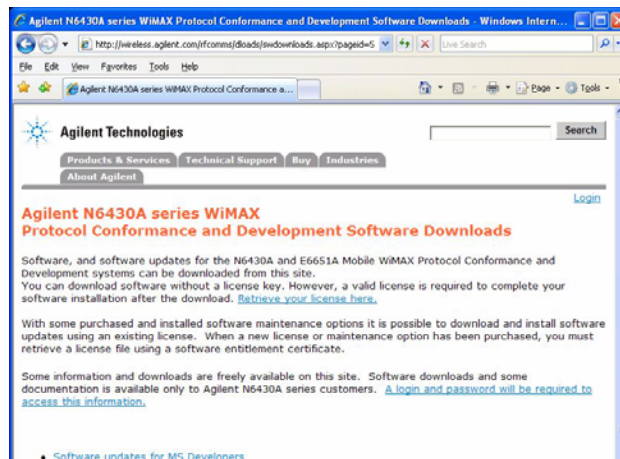 Agilent N6430A series WiMAX Protocol Conformance and Development Software Downloads - Windows Intern...
http://wireless.agilent.com/rfcomms/dloads/swdownloads.aspx?pageid=5
Live Search
File Edit View Favorites Tools Help
Agilent N6430A series WiMAX Protocol Conformance a...
Page Tools
Agilent Technologies
Search
Products & Services Technical Support Buy Industries
About Agilent
Login
Agilent N6430A series WiMAX
Protocol Conformance and Development Software Downloads
Software, and software updates for the N6430A and E6651A Mobile WiMAX Protocol Conformance and
Development systems can be downloaded from this site.
You can download software without a license key. However, a valid license is required to complete your
software installation after the download. Retrieve your license here.
With some purchased and installed software maintenance options it is possible to download and install software
updates using an existing license. When a new license or maintenance option has been purchased, you must
retrieve a license file using a software entitlement certificate.
Some information and downloads are freely available on this site. Software downloads and some
documentation is available only to Agilent N6430A series customers. A login and password will be required to
access this information.
• Software updates for MS Developers